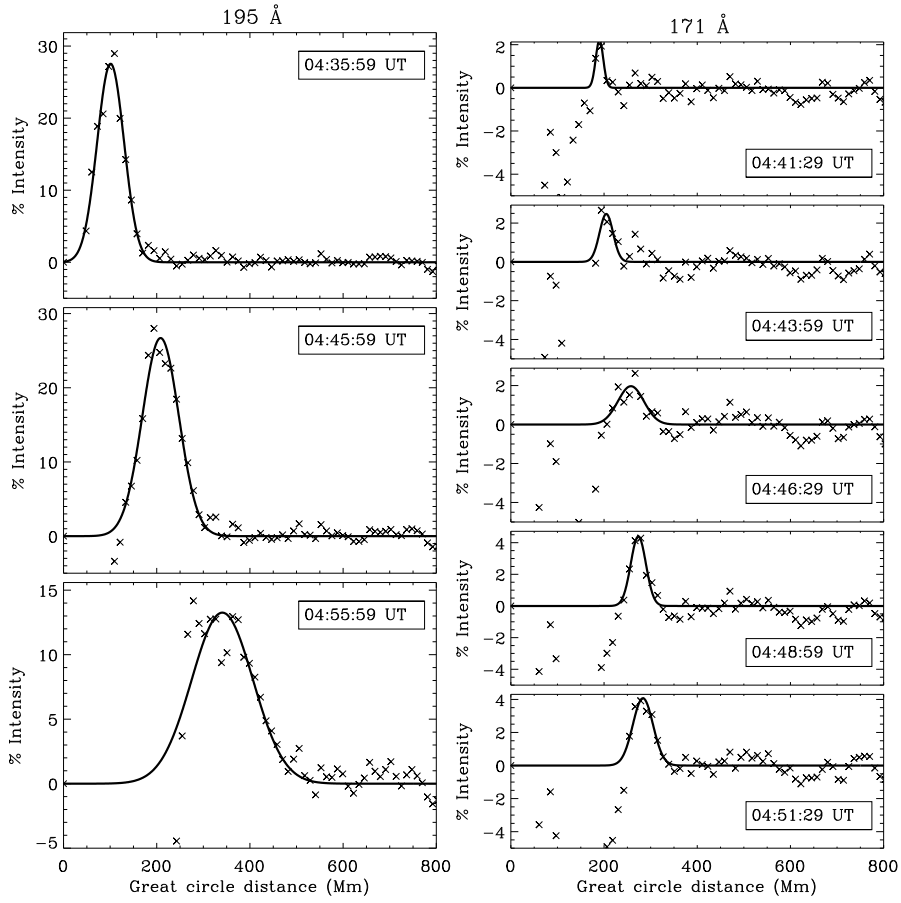 195 Å
30
20
10
0
% Intensity
04:35:59 UT
30
20
10
0
% Intensity
04:45:59 UT
15
10
5
0
−5
% Intensity
04:55:59 UT
0 200 400 600 800
Great circle distance (Mm)
171 Å
2
0
−2
−4
% Intensity
04:41:29 UT
2
0
−2
−4
% Intensity
04:43:59 UT
2
0
−2
−4
% Intensity
04:46:29 UT
4
2
0
−2
−4
% Intensity
04:48:59 UT
4
2
0
−2
−4
% Intensity
04:51:29 UT
0 200 400 600 800
Great circle distance (Mm)